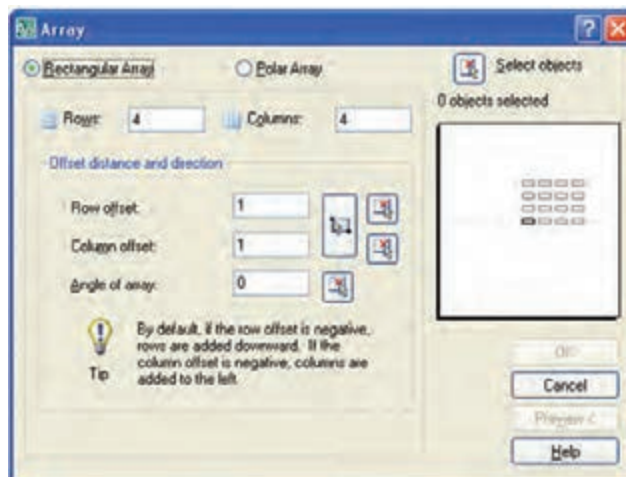 Array
Rectangular Array
Polar Array
Select objects
0 objects selected
Rows:
4
Columns:
4
Offset distance and direction
Row offset:
1
Column offset:
1
Angle of array:
0
Tip
By default, if the row offset is negative,
rows are added downward. If the
column offset is negative, columns are
added to the left.
OK
Cancel
Preview <
Help